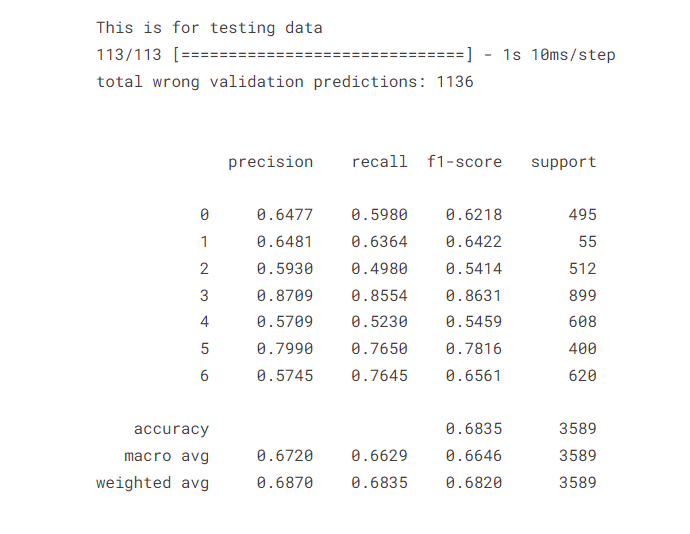 This is for testing data
113/113 [==============================] - 1s 10ms/step
total wrong validation predictions: 1136
precision recall f1-score support
0 0.6477 0.5980 0.6218 495
1 0.6481 0.6364 0.6422 55
2 0.5930 0.4980 0.5414 512
3 0.8709 0.8554 0.8631 899
4 0.5709 0.5230 0.5459 608
5 0.7990 0.7650 0.7816 400
6 0.5745 0.7645 0.6561 620
accuracy 0.6835 3589
macro avg 0.6720 0.6629 0.6646 3589
weighted avg 0.6870 0.6835 0.6820 3589